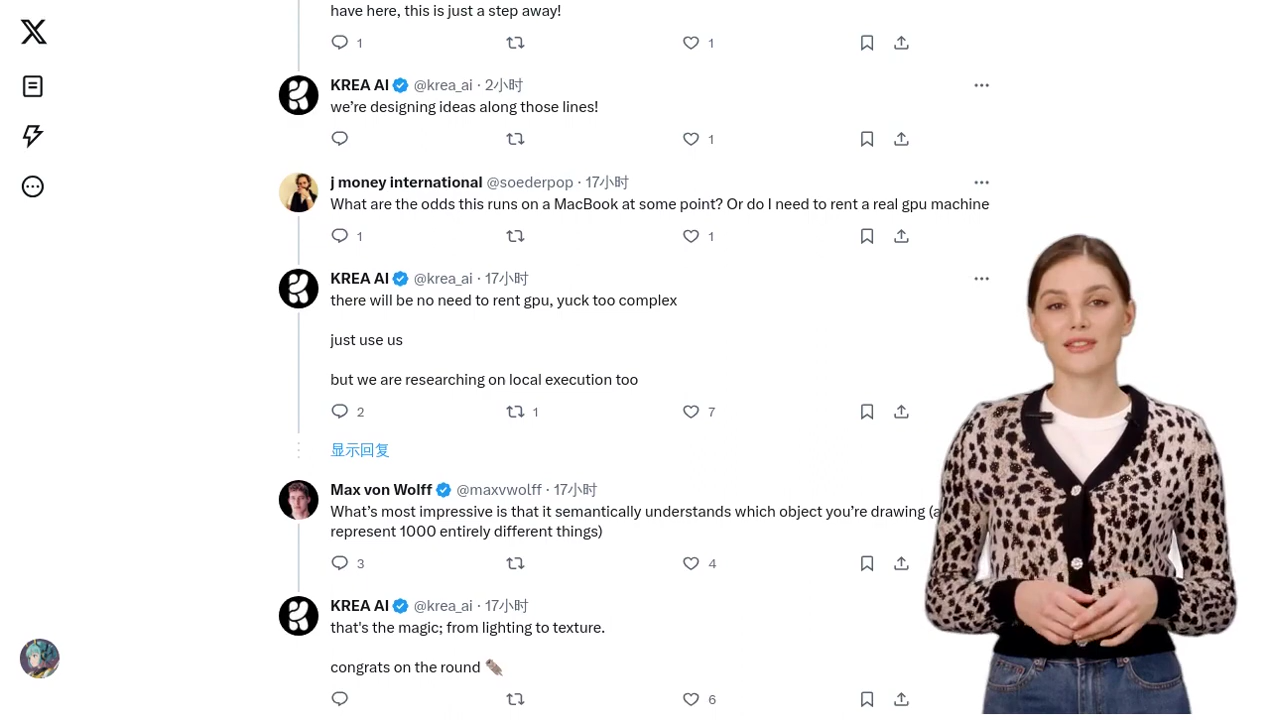 have here, this is just a step away!
1
1
KREA AI @krea_ai · 2小时
we’re designing ideas along those lines!
1
j money international @soederpop · 17小时
What are the odds this runs on a MacBook at some point? Or do I need to rent a real gpu machine
1
1
KREA AI @krea_ai · 17小时
there will be no need to rent gpu, yuck too complex
just use us
but we are researching on local execution too
2
1
7
显示回复
Max von Wolff @maxvwolff · 17小时
What’s most impressive is that it semantically understands which object you’re drawing (a
represent 1000 entirely different things)
3
4
KREA AI @krea_ai · 17小时
that's the magic; from lighting to texture.
congrats on the round
6